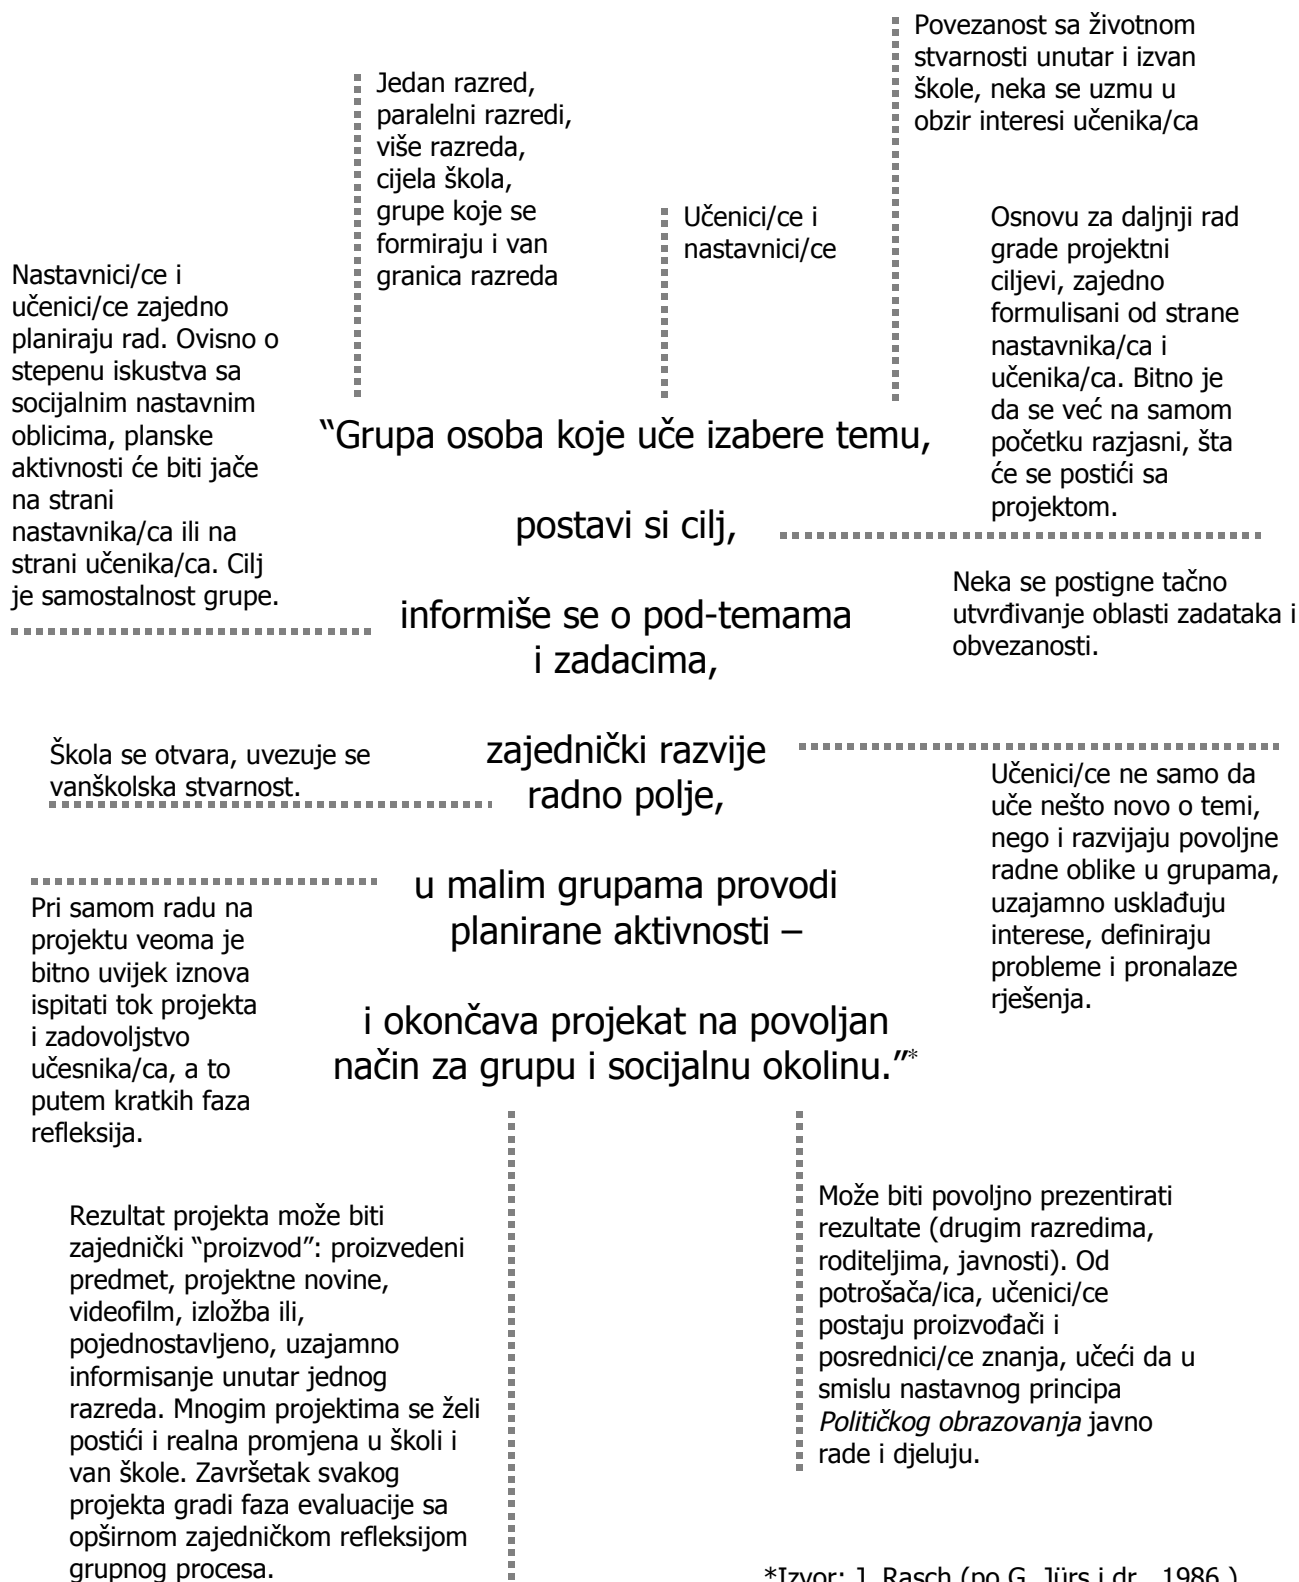 Povezanost sa životnom
stvarnosti unutar i izvan
škole, neka se uzmu u
obzir interesi učenika/ca
Jedan razred,
paralelni razredi,
više razreda,
cijela škola,
grupe koje se
formiraju i van
granica razreda
Učenici/ce i
nastavnici/ce
Osnovu za daljnji rad
grade projektni
ciljevi, zajedno
formulisani od strane
nastavnika/ca i
učenika/ca. Bitno je
da se već na samom
početku razjasni, šta
će se postići sa
projektom.
Nastavnici/ce i
učenici/ce zajedno
planiraju rad. Ovisno o
stepenu iskustva sa
socijalnim nastavnim
oblicima, planske
aktivnosti će biti jače
na strani
nastavnika/ca ili na
strani učenika/ca. Cilj
je samostalnost grupe.
“Grupa osoba koje uče izabere temu,
postavi si cilj,
informiše se o pod-temama
i zadacima,
Neka se postigne tačno
utvrđivanje oblasti zadataka i
obvezanosti.
zajednički razvije
radno polje,
Škola se otvara, uvezuje se
vanškolska stvarnost.
Učenici/ce ne samo da
uče nešto novo o temi,
nego i razvijaju povoljne
radne oblike u grupama,
uzajamno usklađuju
interese, definiraju
probleme i pronalaze
rješenja.
u malim grupama provodi
planirane aktivnosti –
Pri samom radu na
projektu veoma je
bitno uvijek iznova
ispitati tok projekta
i zadovoljstvo
učesnika/ca, a to
putem kratkih faza
refleksija.
i okončava projekat na povoljan
način za grupu i socijalnu okolinu.”*
Rezultat projekta može biti
zajednički “proizvod”: proizvedeni
predmet, projektne novine,
videofilm, izložba ili,
pojednostavljeno, uzajamno
informisanje unutar jednog
razreda. Mnogim projektima se želi
postići i realna promjena u školi i
van škole. Završetak svakog
projekta gradi faza evaluacije sa
opširnom zajedničkom refleksijom
grupnog procesa.
Može biti povoljno prezentirati
rezultate (drugim razredima,
roditeljima, javnosti). Od
potrošača/ica, učenici/ce
postaju proizvođači i
posrednici/ce znanja, učeći da u
smislu nastavnog principa
Političkog obrazovanja javno
rade i djeluju.
*Izvor: J. Rasch (po G. Jürs i dr., 1986.)